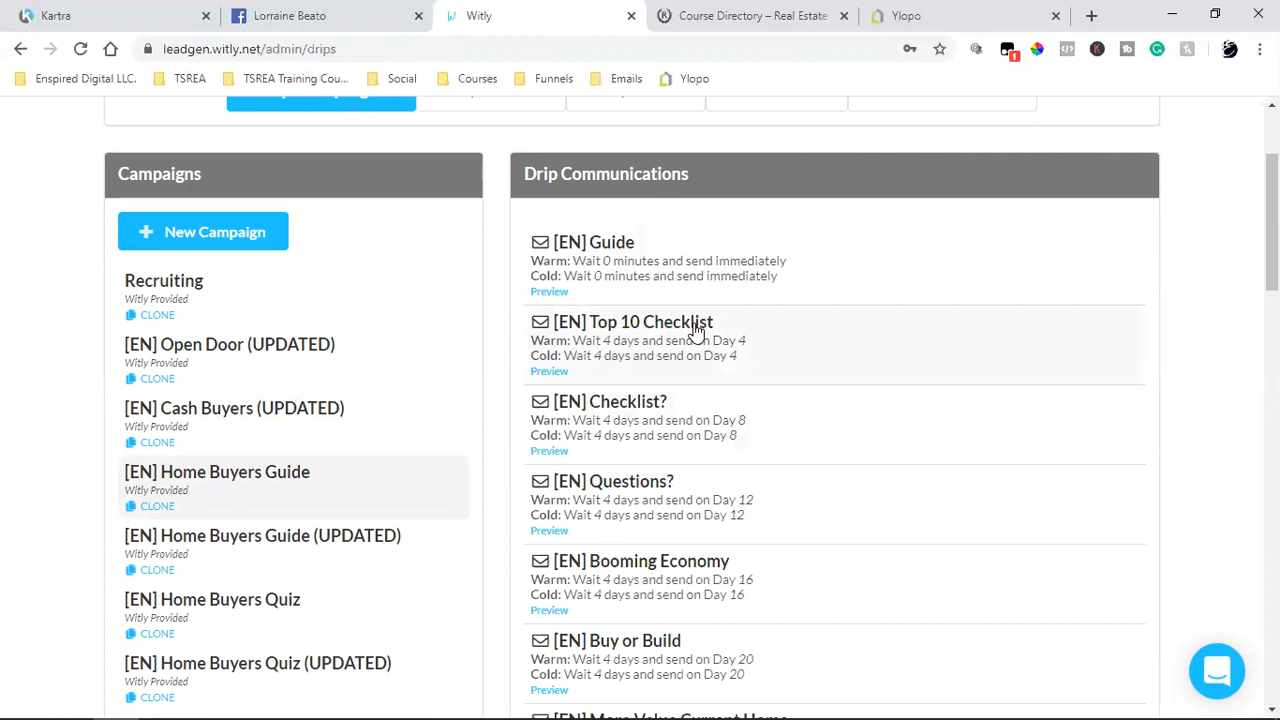 Kartra
Lorraine Beato
Witly
Course Directory – Real Estate
Ylopo
leadgen.witly.net/admin/drips
1
Enspired Digital LLC.
TSREA
TSREA Training Cou...
Social
Courses
Funnels
Emails
Ylopo
Campaigns
New Campaign
Recruiting
Witly Provided
CLONE
[EN] Open Door (UPDATED)
Witly Provided
CLONE
[EN] Cash Buyers (UPDATED)
Witly Provided
CLONE
[EN] Home Buyers Guide
Witly Provided
CLONE
[EN] Home Buyers Guide (UPDATED)
Witly Provided
CLONE
[EN] Home Buyers Quiz
Witly Provided
CLONE
[EN] Home Buyers Quiz (UPDATED)
Witly Provided
CLONE
Drip Communications
[EN] Guide
Warm: Wait 0 minutes and send immediately
Cold: Wait 0 minutes and send immediately
Preview
[EN] Top 10 Checklist
Warm: Wait 4 days and send on Day 4
Cold: Wait 4 days and send on Day 4
Preview
[EN] Checklist?
Warm: Wait 4 days and send on Day 8
Cold: Wait 4 days and send on Day 8
Preview
[EN] Questions?
Warm: Wait 4 days and send on Day 12
Cold: Wait 4 days and send on Day 12
Preview
[EN] Booming Economy
Warm: Wait 4 days and send on Day 16
Cold: Wait 4 days and send on Day 16
Preview
[EN] Buy or Build
Warm: Wait 4 days and send on Day 20
Cold: Wait 4 days and send on Day 20
Preview
[EN] More Value Current Home